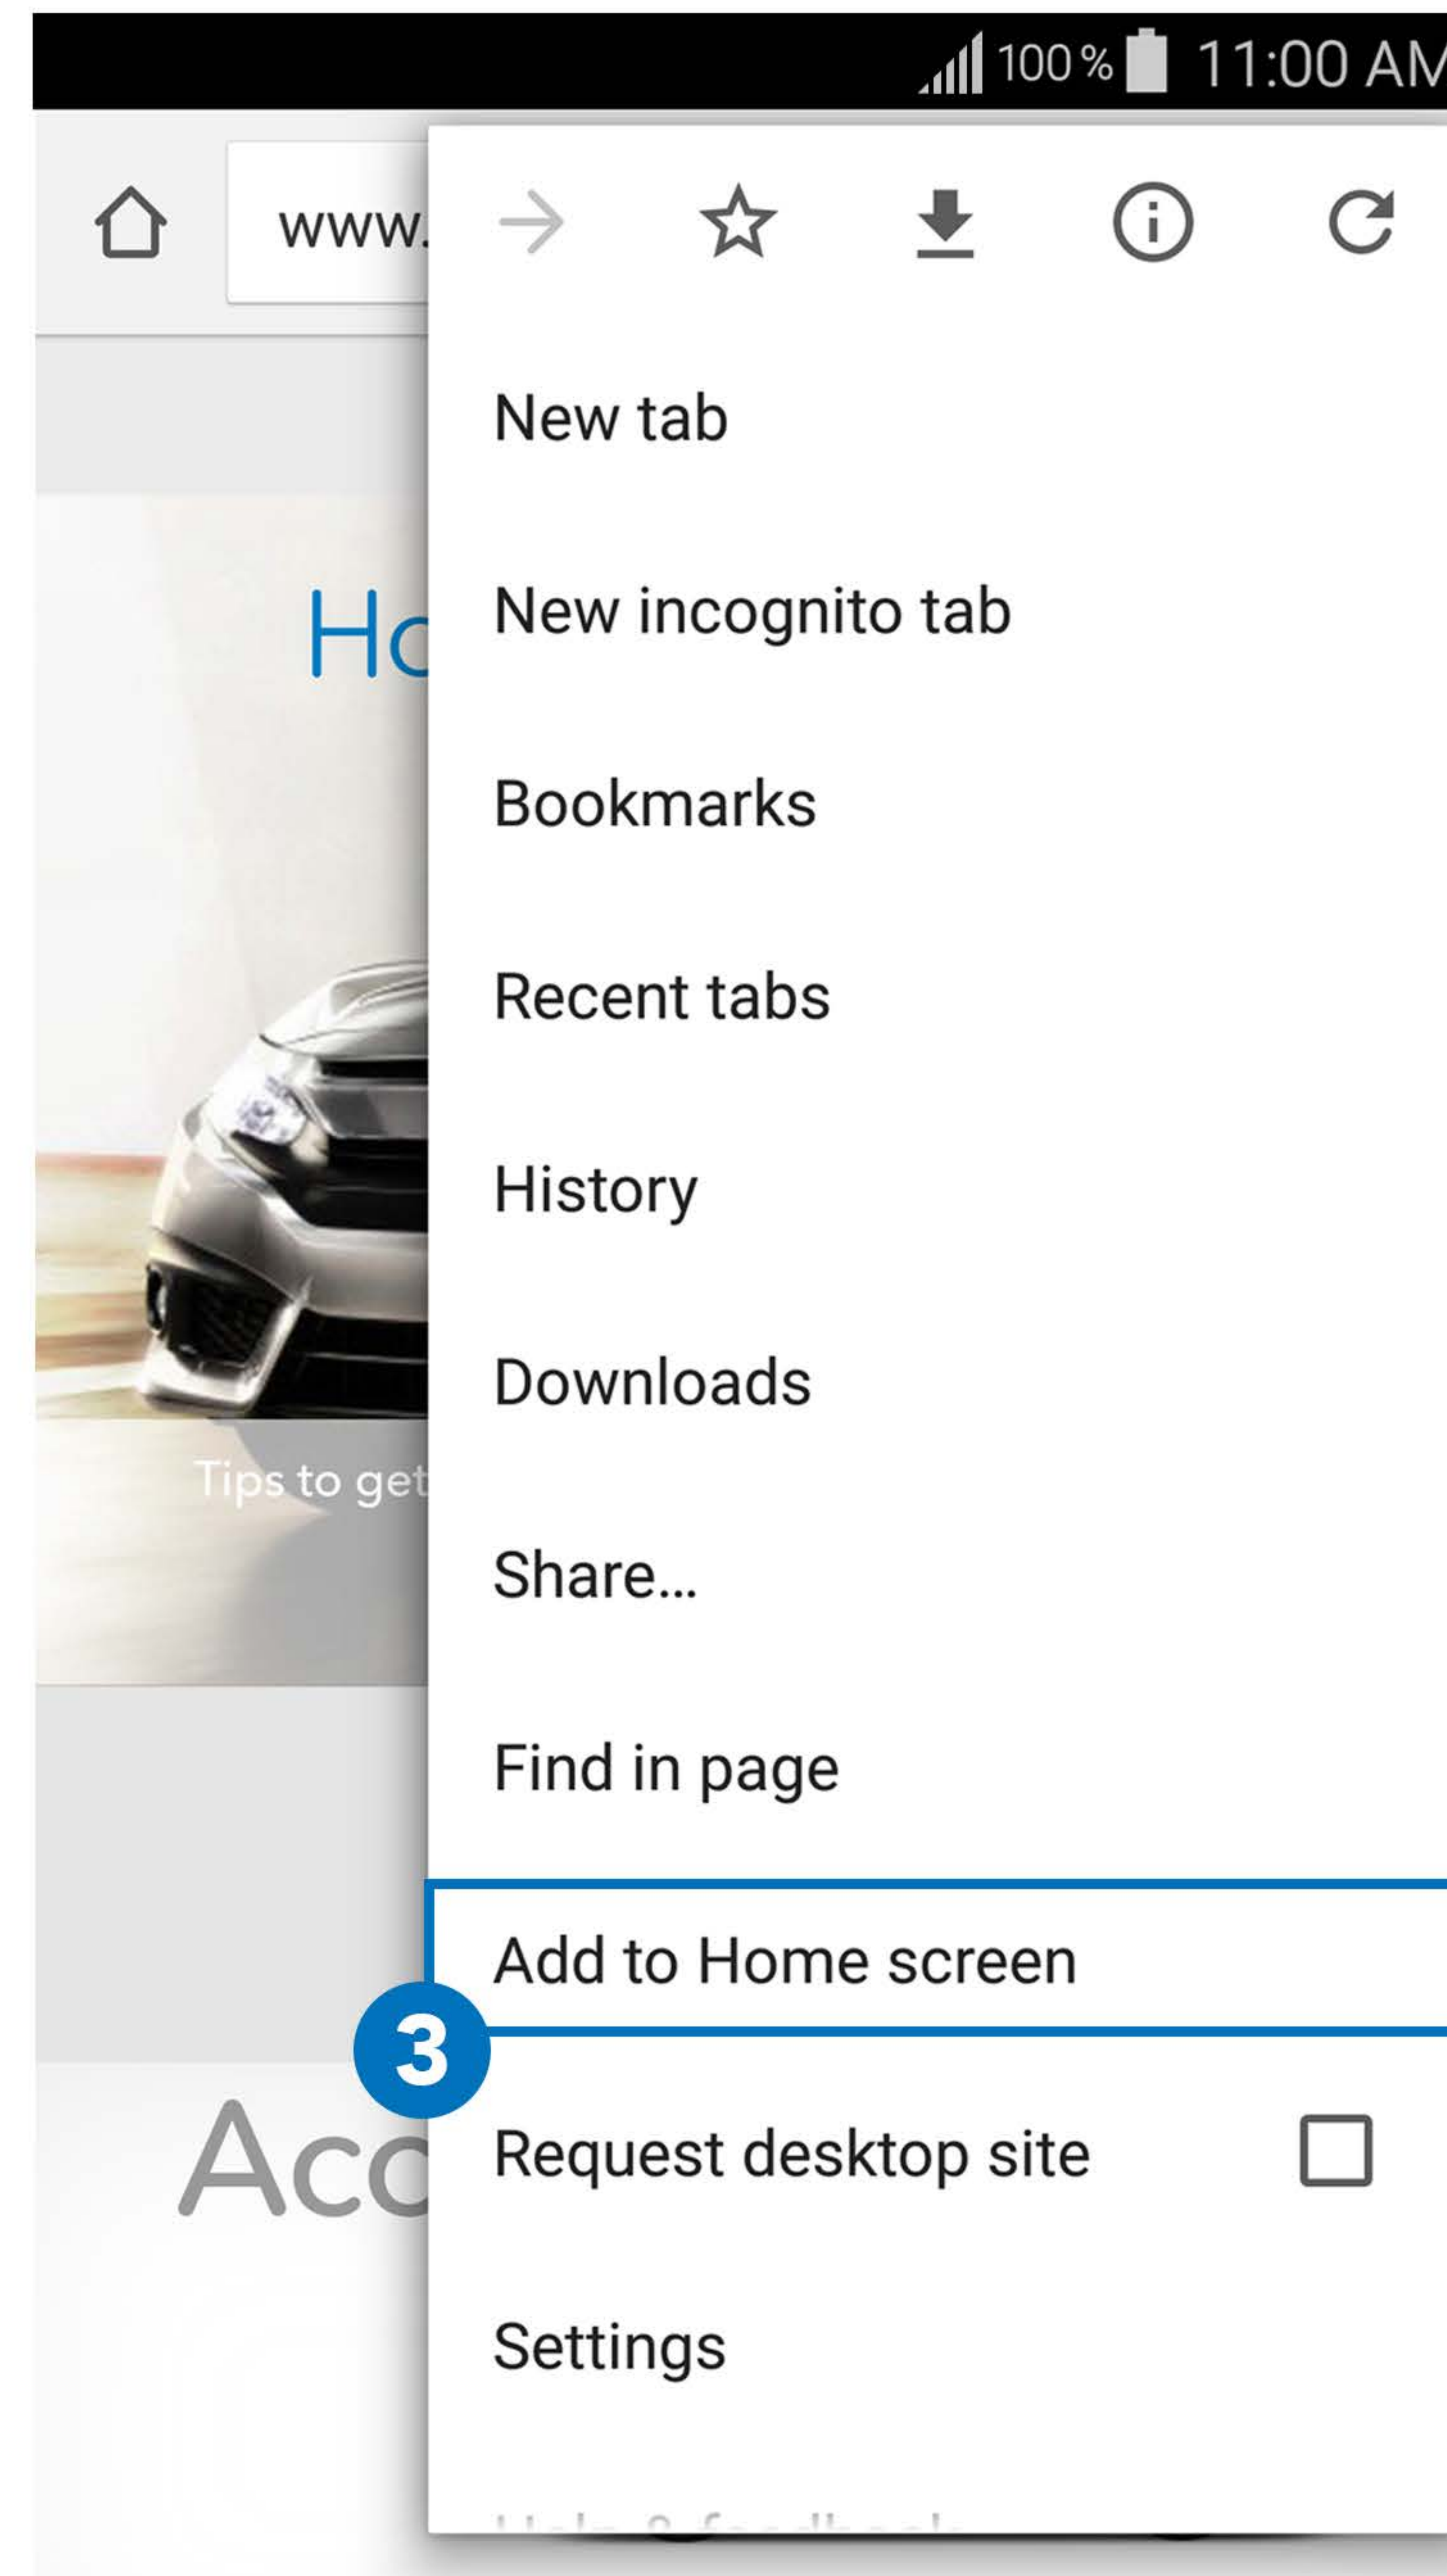 100% 11:00 AM
www.
New tab
New incognito tab
Bookmarks
Recent tabs
History
Downloads
Tips to get
Share...
Find in page
Add to Home screen
3
Request desktop site
Settings